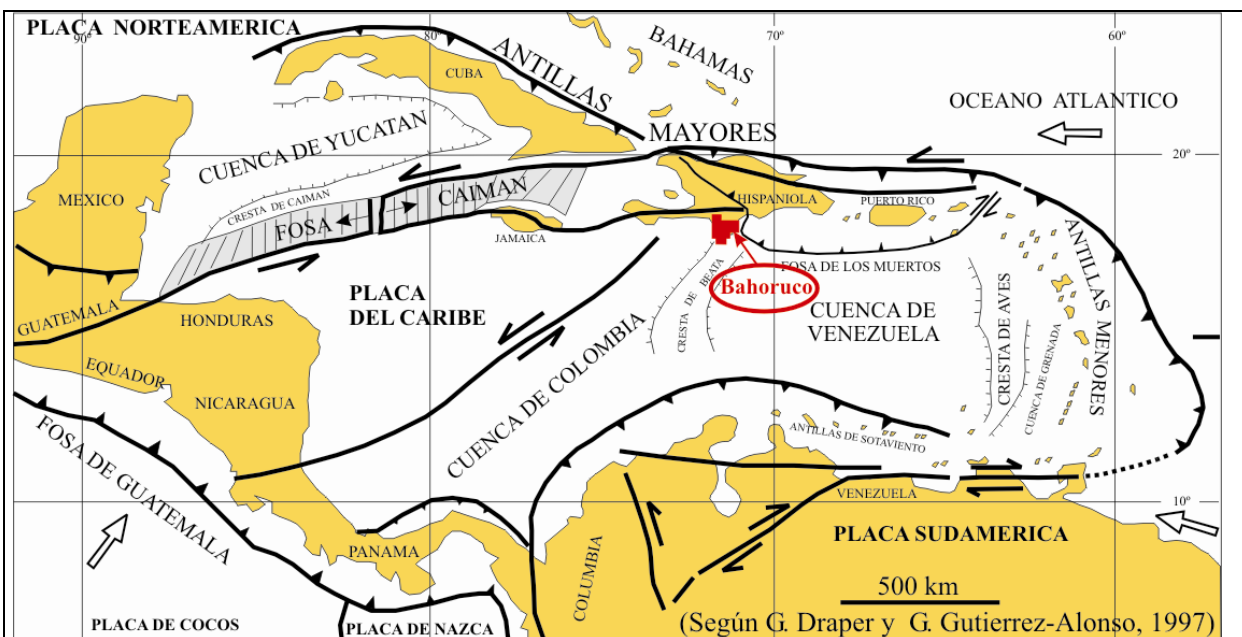 PLACA NORTEAMERICA
90º
80º
70º
60º
BAHAMAS
ANTILLAS
CUBA
OCEANO ATLANTICO
MAYORES
CUENCA DE YUCATAN
20º
MEXICO
CRESTA DE CAIMAN
CAIMAN
FOSA
HISPANIOLA
PUERTO RICO
JAMAICA
ANTILLAS MENORES
FOSA DE LOS MUERTOS
Bahoruco
CRESTA DE BEATA
PLACA
DEL CARIBE
GUATEMALA
HONDURAS
CUENCA DE
VENEZUELA
CRESTA DE AVES
CUENCA DE GRENADA
EQUADOR
NICARAGUA
CUENCA DE COLOMBIA
FOSA DE GUATEMALA
ANTILLAS DE SOTAVIENTO
VENEZUELA
10º
PANAMA
COLUMBIA
PLACA SUDAMERICA
500 km
PLACA DE COCOS
PLACA DE NAZCA
(Según G. Draper y G. Gutierrez-Alonso, 1997)